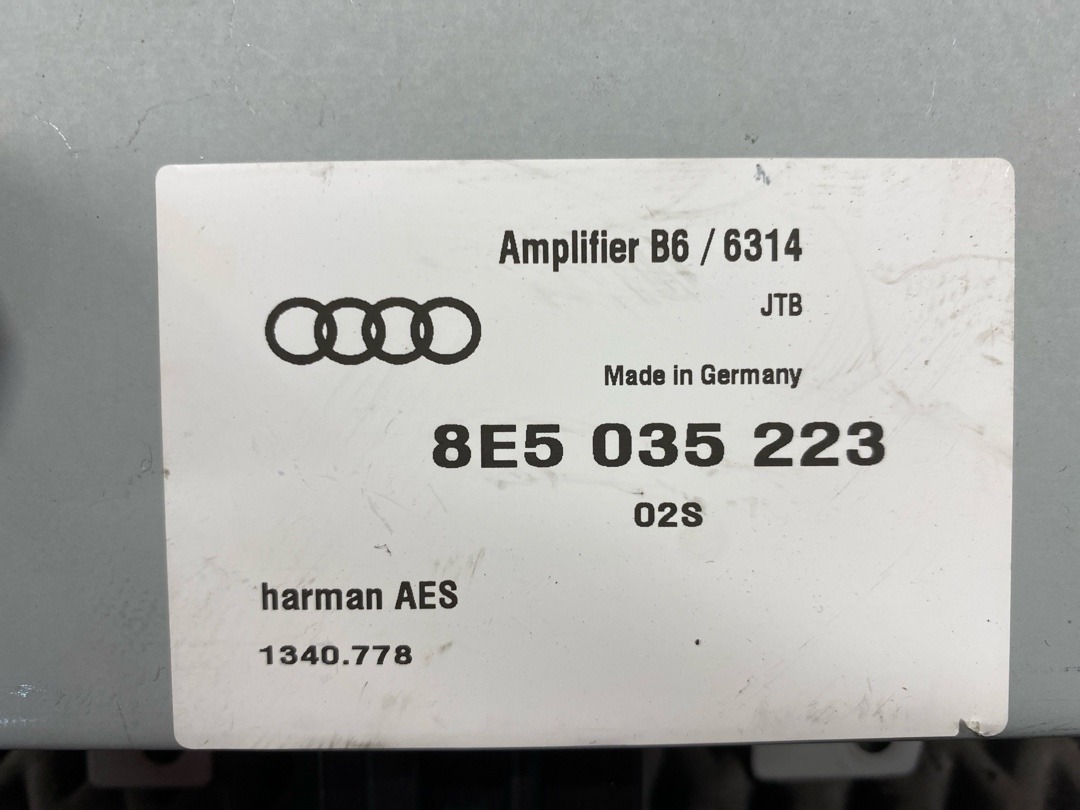 Amplifier B6 / 6314
JTB
Made in Germany
8E5 035 223
02S
harman AES
1340.778